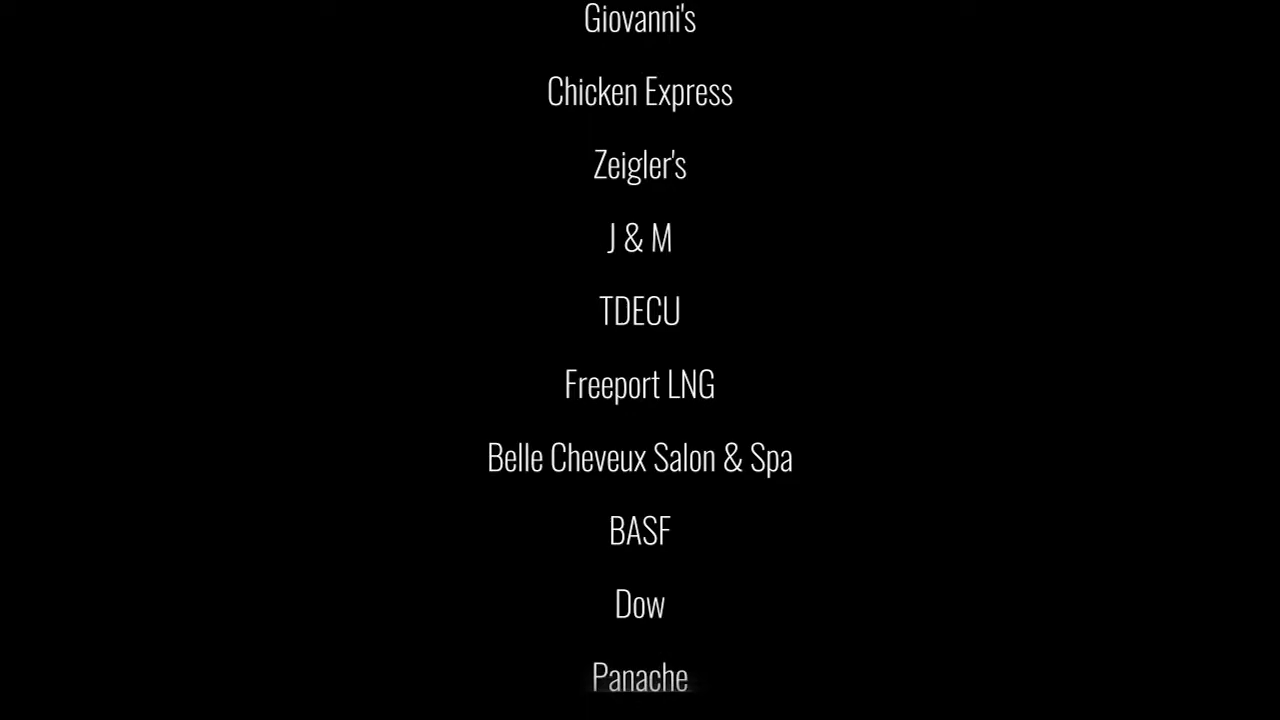 Giovanni's
Chicken Express
Zeigler's
J & M
TDECU
Freeport LNG
Belle Cheveux Salon & Spa
BASF
Dow
Panache